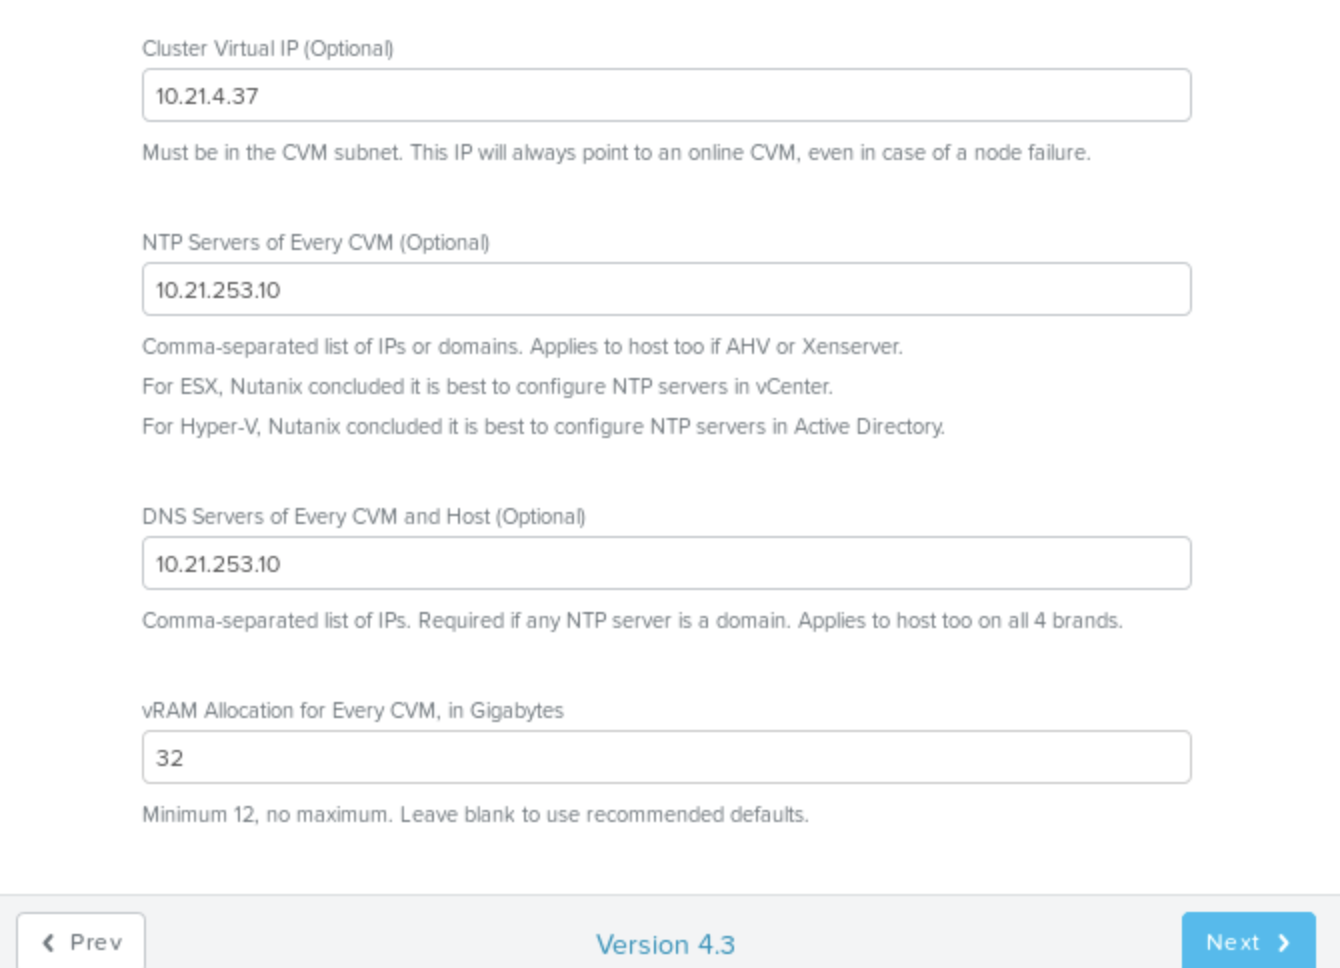 Cluster Virtual IP (Optional)
10.21.4.37
Must be in the CVM subnet. This IP will always point to an online CVM, even in case of a node failure.
NTP Servers of Every CVM (Optional)
10.21.253.10
Comma-separated list of IPs or domains. Applies to host too if AHV or Xenserver.
For ESX, Nutanix concluded it is best to configure NTP servers in vCenter.
For Hyper-V, Nutanix concluded it is best to configure NTP servers in Active Directory.
DNS Servers of Every CVM and Host (Optional)
10.21.253.10
Comma-separated list of IPs. Required if any NTP server is a domain. Applies to host too on all 4 brands.
vRAM Allocation for Every CVM, in Gigabytes
32
Minimum 12, no maximum. Leave blank to use recommended defaults.
Prev
Version 4.3
Next